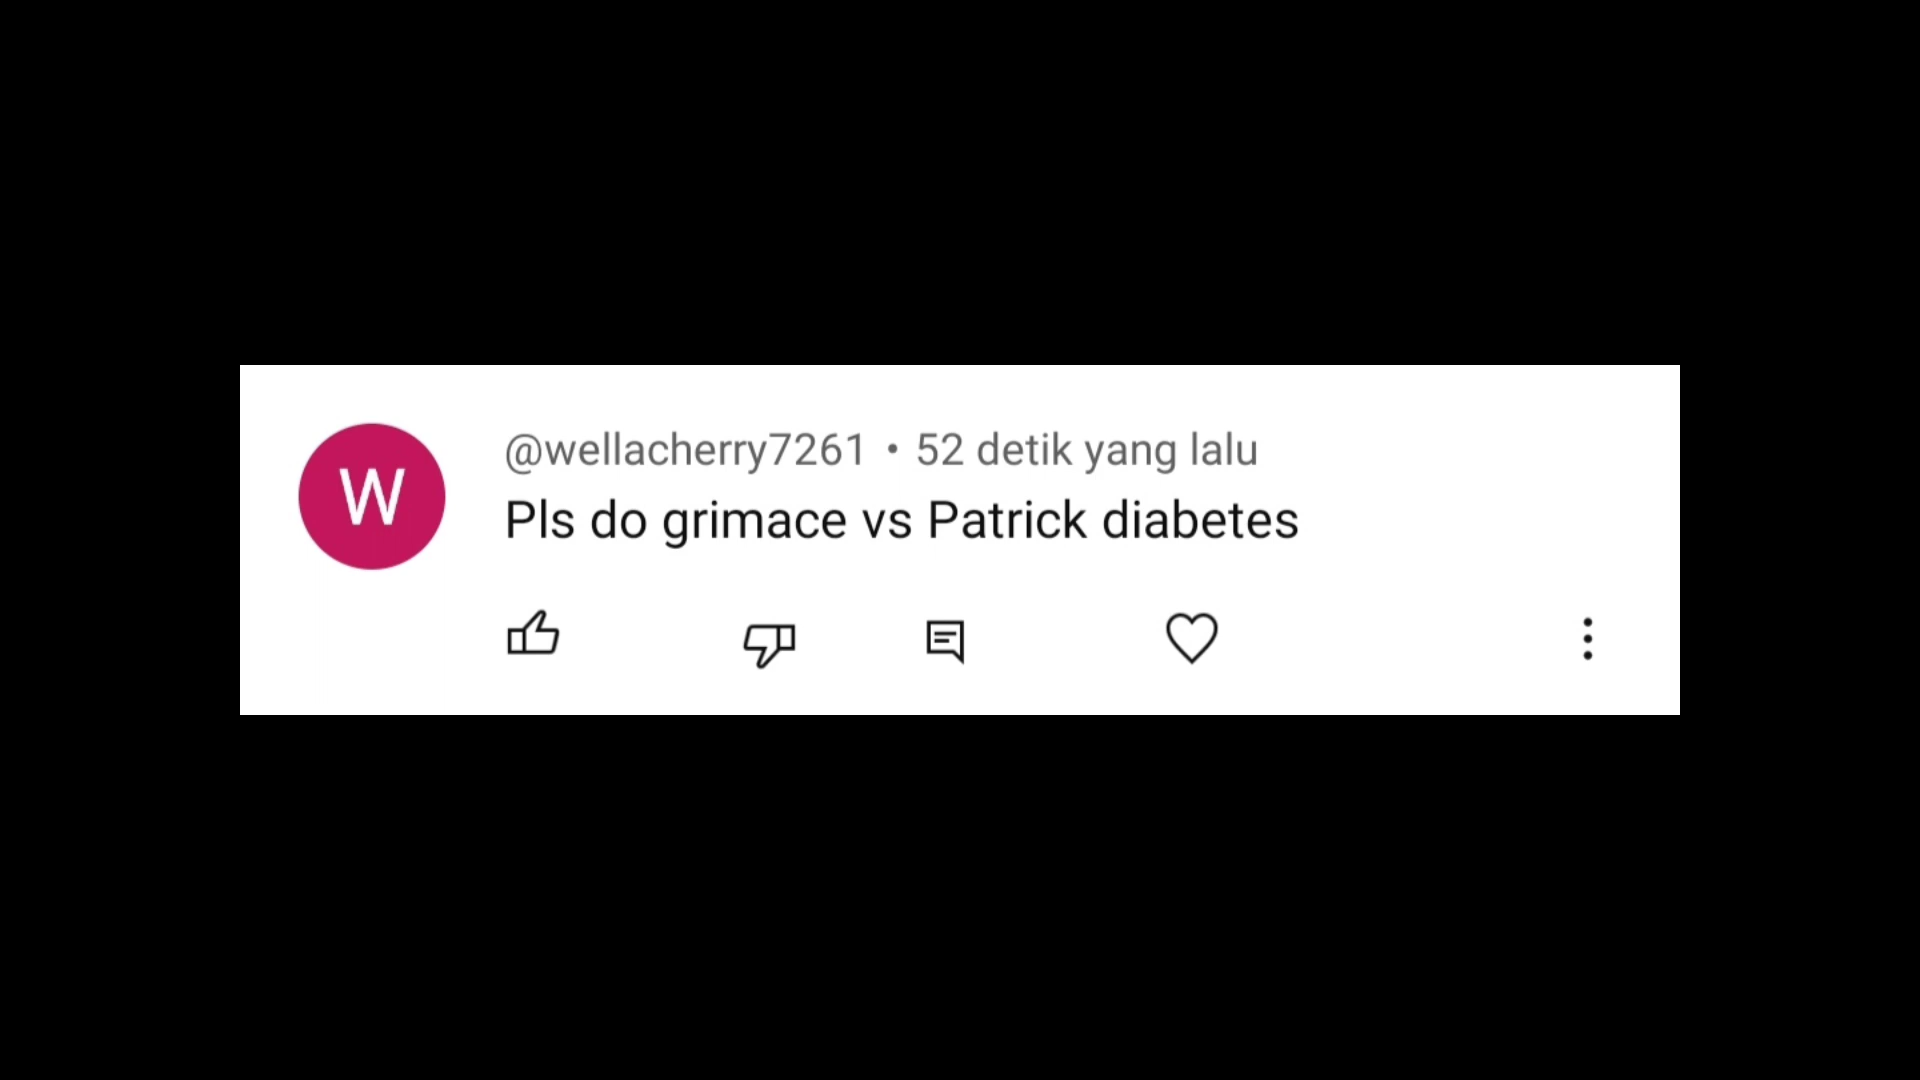 W
@wellacherry7261 • 52 detik yang lalu
Pls do grimace vs Patrick diabetes